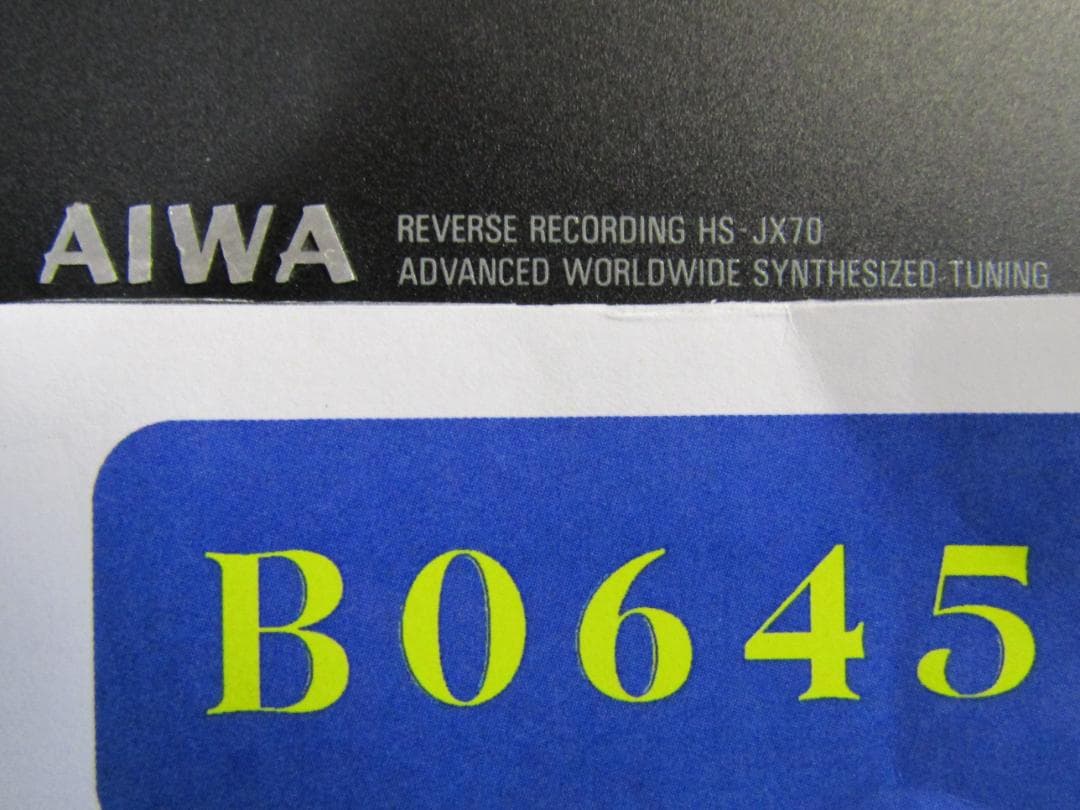 AIWA
REVERSE RECORDING HS-JX70
ADVANCED WORLDWIDE SYNTHESIZED TUNING
B0645